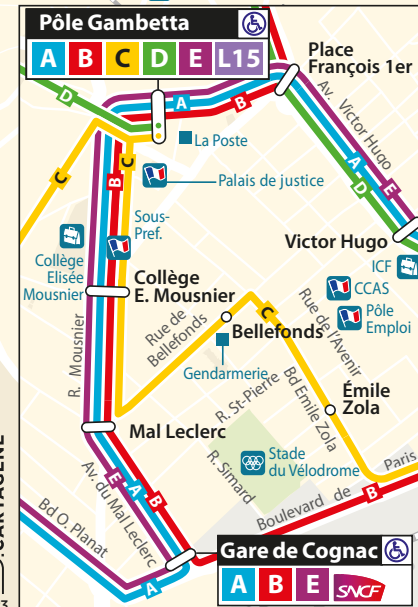 Pôle Gambetta
A B C D E L15
Place
François 1er
D
A
B
Av. Victor Hugo
C
C
B
La Poste
A
E
D
Palais de justice
Sous-
Préf.
Victor Hugo
ICF
Collège
Elisée
Mounier
Collège
E. Mousnier
CCAS
Pôle
Emploi
R. Mousnier
Rue de
Bellefonds
C
Bellefonds
Rue de l'Avenir
Gendarmerie
R. St-Pierre
Bd Emile Zola
Émile
Zola
Mal Leclerc
R. Simard
Stade
du Vélodrome
E
A
B
Av. du Mal Leclerc
Boulevard de Paris
B
Bd O. Planat
A
Gare de Cognac
A B E SNCF
CARTAGÈNE